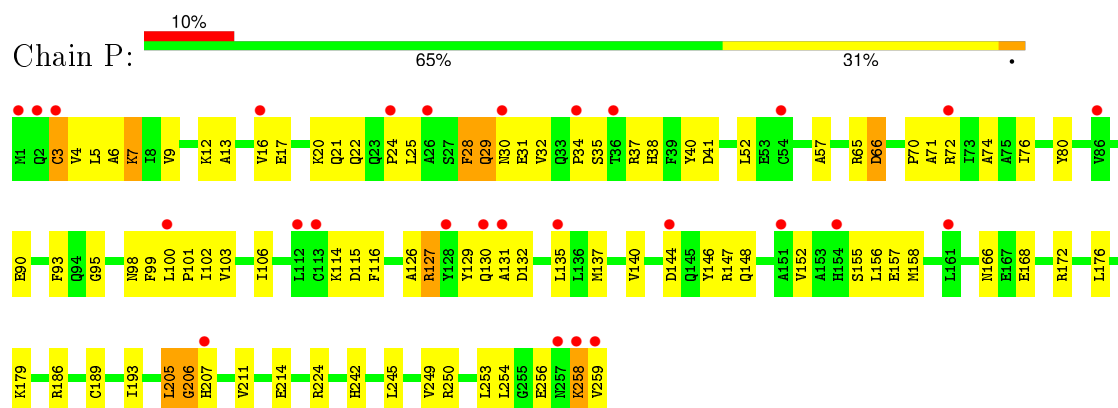 10%
Chain P:
65% 31% •
M1 Q2 C3 V4 L5 A6 K7 I8 V9 K12 A13 V16 E17 K20 Q21 Q22 Q23 P24 L25 A26 S27 F28 Q29 N30 E31 V32 Q33 P34 S35 T36 R37 H38 F39 Y40 D41 L52 E53 C54 A57 R65 D66 P70 A71 R72 I73 A74 A75 I76 Y80 V86
E90 F93 Q94 G95 N98 F99 L100 P101 I102 V103 I106 L112 C113 K114 D115 F116 A126 R127 Y128 Y129 Q130 A131 D132 L135 L136 M137 V140 D144 Q145 Y146 R147 Q148 A151 V152 A153 H154 S155 L156 E157 M158 L161 N166 E167 E168 R172 L176
K179 R186 C189 I193 L205 G206 H207 V211 E214 R224 H242 L245 V249 R250 L253 L254 G255 E256 N257 K258 V259